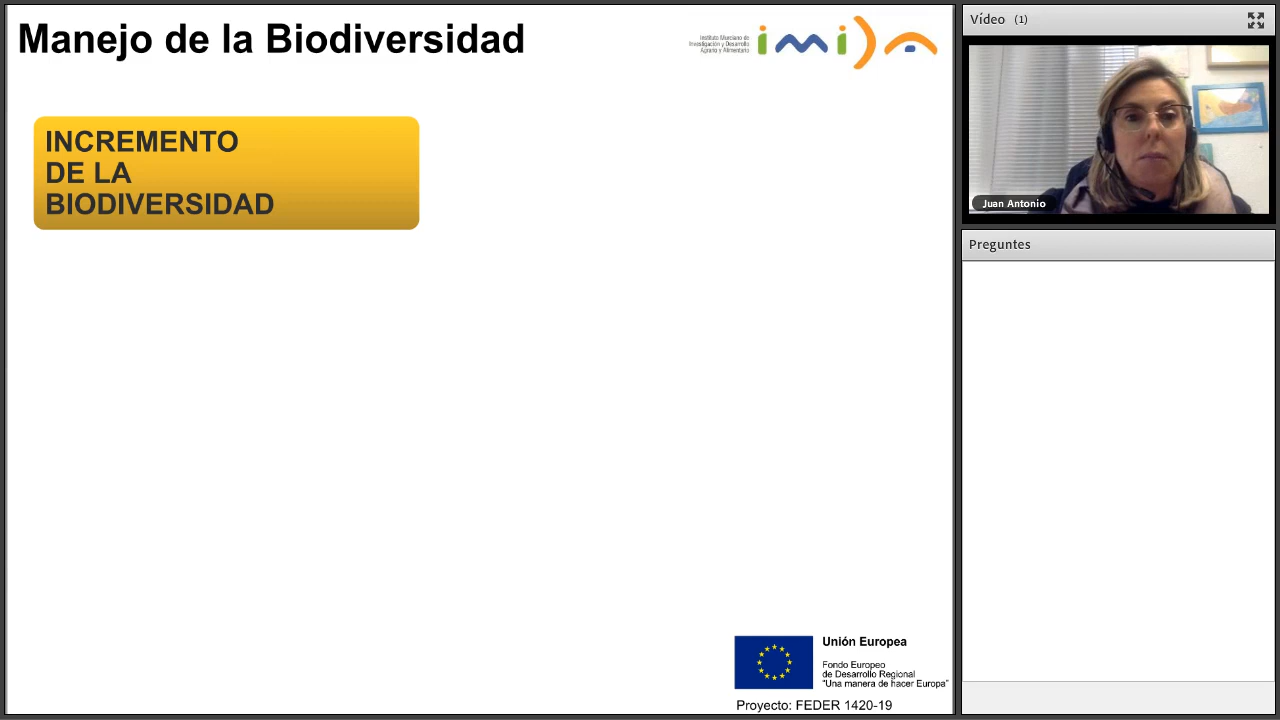 Manejo de la Biodiversidad
Instituto Murciano de
Investigación y Desarrollo
Agrario y Alimentario
imida
INCREMENTO
DE LA
BIODIVERSIDAD
Unión Europea
Fondo Europeo
de Desarrollo Regional
"Una manera de hacer Europa"
Proyecto: FEDER 1420-19
Vídeo (1)
Juan Antonio
Preguntes